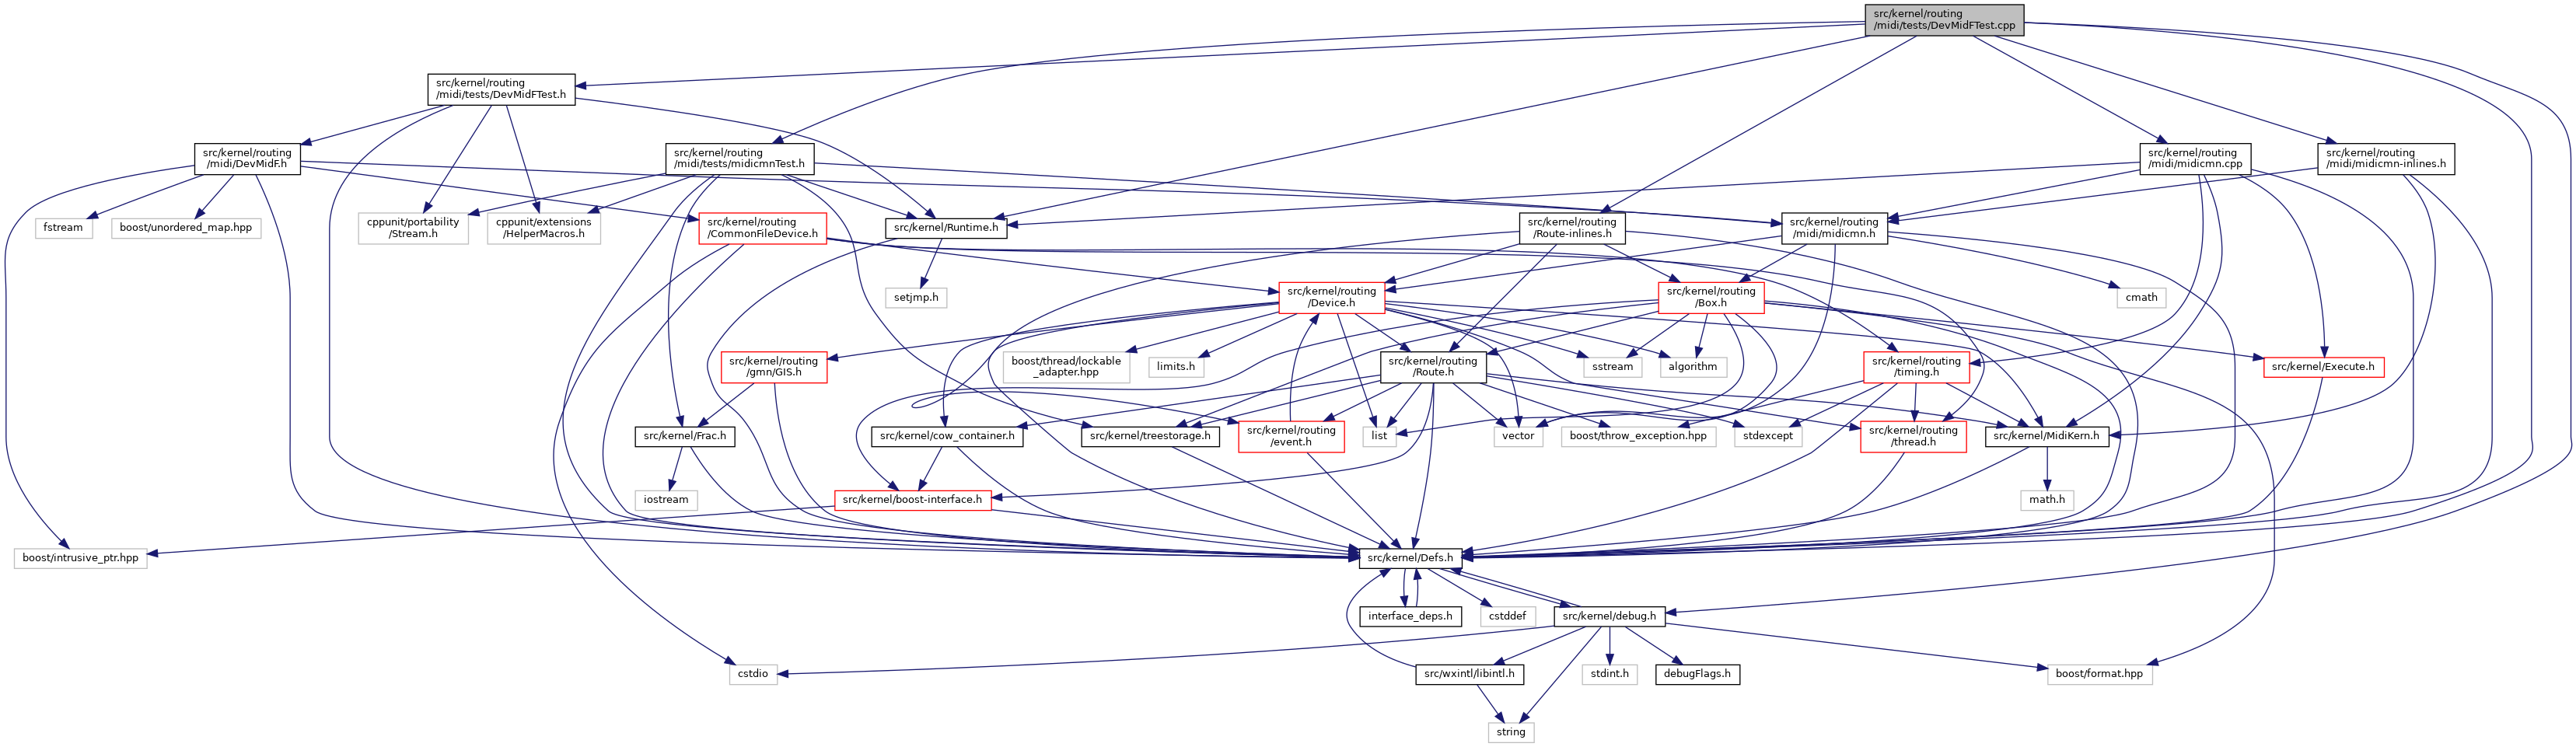 src/kernel/routing
/midi/tests/DevMidFTest.cpp
src/kernel/routing
/midi/tests/DevMidFTest.h
src/kernel/routing
/midi/DevMidF.h
src/kernel/routing
/midi/tests/midicmnTest.h
src/kernel/routing
/midi/midicmn.cpp
src/kernel/routing
/midi/midicmn-inlines.h
fstream
boost/unordered_map.hpp
cppunit/portability
/Stream.h
cppunit/extensions
/HelperMacros.h
src/kernel/routing
/CommonFileDevice.h
src/kernel/Runtime.h
src/kernel/routing
/Route-inlines.h
src/kernel/routing
/midi/midicmn.h
setjmp.h
src/kernel/routing
/Device.h
src/kernel/routing
/Box.h
cmath
src/kernel/routing
/gmn/GIS.h
boost/thread/lockable
_adapter.hpp
limits.h
src/kernel/routing
/Route.h
sstream
algorithm
src/kernel/routing
/timing.h
src/kernel/Execute.h
src/kernel/Frac.h
src/kernel/cow_container.h
src/kernel/treestorage.h
src/kernel/routing
/event.h
list
vector
boost/throw_exception.hpp
stdexcept
src/kernel/routing
/thread.h
src/kernel/MidiKern.h
iostream
src/kernel/boost-interface.h
math.h
boost/intrusive_ptr.hpp
src/kernel/Defs.h
interface_deps.h
cstddef
src/kernel/debug.h
cstdio
src/wxintl/libintl.h
stdint.h
debugFlags.h
boost/format.hpp
string